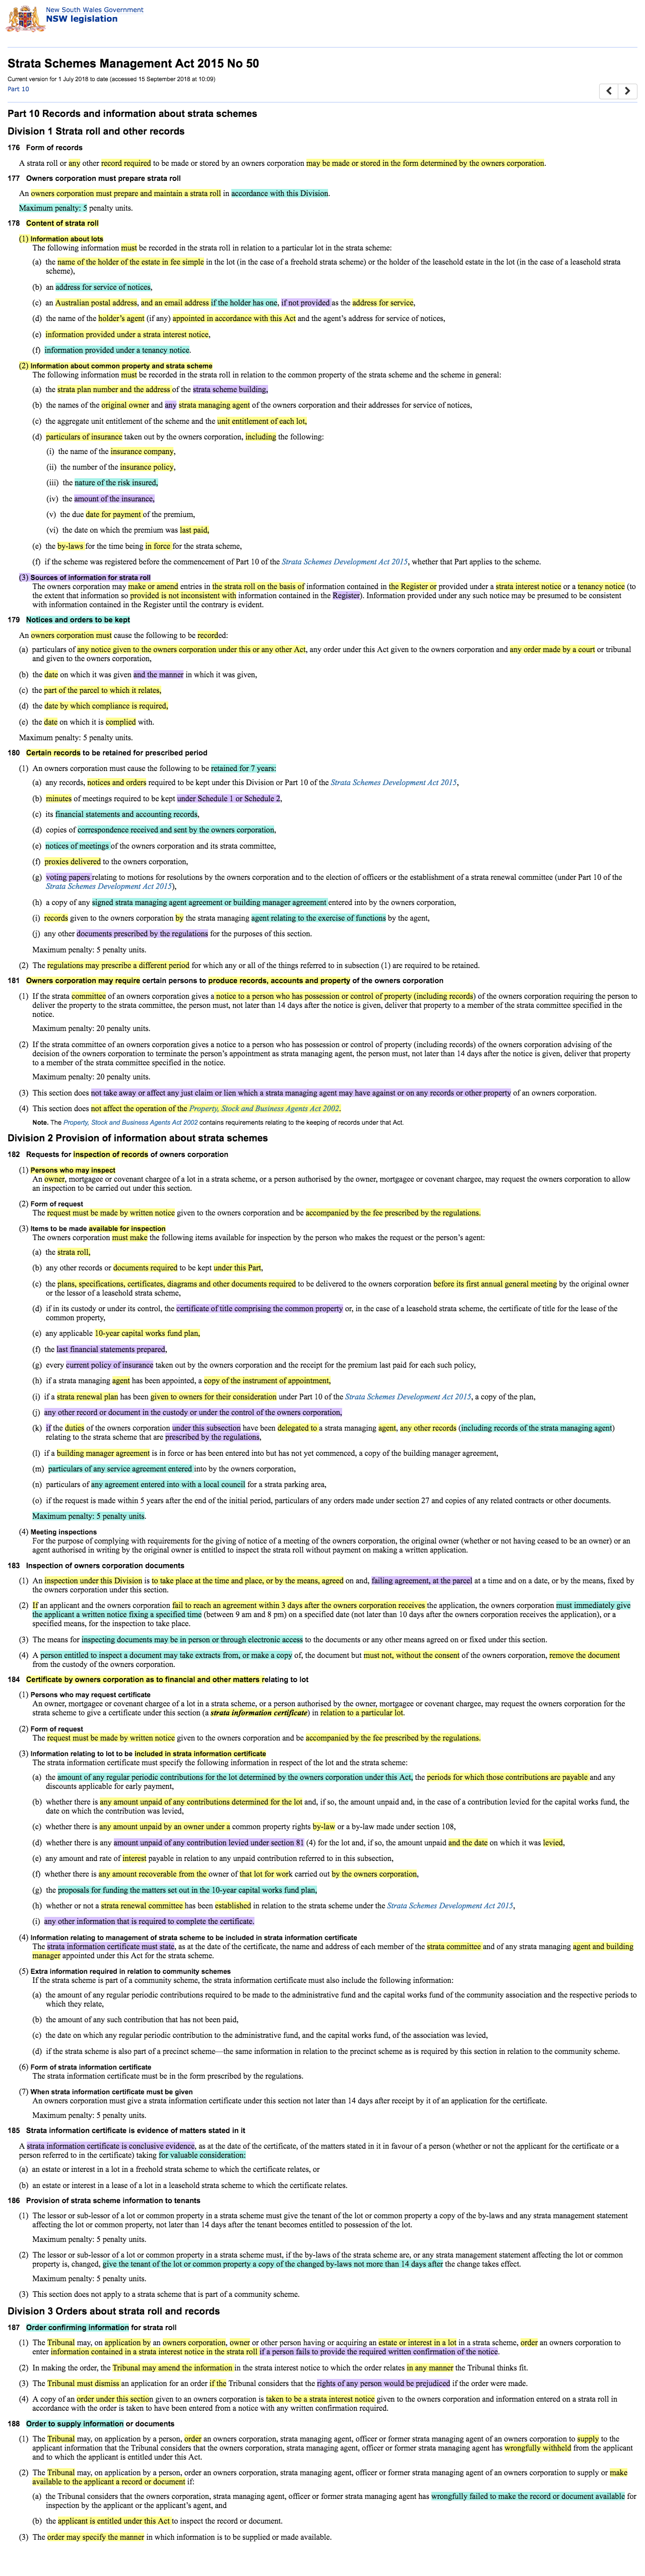 New South Wales Government
NSW legislation
Strata Schemes Management Act 2015 No 50
Current version for 1 July 2018 to date (accessed 15 September 2018 at 10:09)
Part 10
Part 10 Records and information about strata schemes
Division 1 Strata roll and other records
176 Form of records
A strata roll or any other record required to be made or stored by an owners corporation may be made or stored in the form determined by the owners corporation.
177 Owners corporation must prepare strata roll
An owners corporation must prepare and maintain a strata roll in accordance with this Division.
Maximum penalty: 5 penalty units.
178 Content of strata roll
(1) Information about lots
The following information must be recorded in the strata roll in relation to a particular lot in the strata scheme:
(a) the name of the holder of the estate in fee simple in the lot (in the case of a freehold strata scheme) or the holder of the leasehold estate in the lot (in the case of a leasehold strata
scheme),
(b) an address for service of notices,
(c) an Australian postal address, and an email address if the holder has one, if not provided as the address for service,
(d) the name of the holder's agent (if any) appointed in accordance with this Act and the agent's address for service of notices,
(e) information provided under a strata interest notice,
(f) information provided under a tenancy notice.
(2) Information about common property and strata scheme
The following information must be recorded in the strata roll in relation to the common property of the strata scheme and the scheme in general:
(a) the strata plan number and the address of the strata scheme building,
(b) the names of the original owner and any strata managing agent of the owners corporation and their addresses for service of notices,
(c) the aggregate unit entitlement of the scheme and the unit entitlement of each lot,
(d) particulars of insurance taken out by the owners corporation, including the following:
(i) the name of the insurance company,
(ii) the number of the insurance policy,
(iii) the nature of the risk insured,
(iv) the amount of the insurance,
(v) the due date for payment of the premium,
(vi) the date on which the premium was last paid,
(e) the by-laws for the time being in force for the strata scheme,
(f) if the scheme was registered before the commencement of Part 10 of the Strata Schemes Development Act 2015, whether that Part applies to the scheme.
(3) Sources of information for strata roll
The owners corporation may make or amend entries in the strata roll on the basis of information contained in the Register or provided under a strata interest notice or a tenancy notice (to
the extent that information so provided is not inconsistent with information contained in the Register). Information provided under any such notice may be presumed to be consistent
with information contained in the Register until the contrary is evident.
179 Notices and orders to be kept
An owners corporation must cause the following to be recorded:
(a) particulars of any notice given to the owners corporation under this or any other Act, any order under this Act given to the owners corporation and any order made by a court or tribunal
and given to the owners corporation,
(b) the date on which it was given and the manner in which it was given,
(c) the part of the parcel to which it relates,
(d) the date by which compliance is required,
(e) the date on which it is complied with.
Maximum penalty: 5 penalty units.
180 Certain records to be retained for prescribed period
(1) An owners corporation must cause the following to be retained for 7 years:
(a) any records, notices and orders required to be kept under this Division or Part 10 of the Strata Schemes Development Act 2015,
(b) minutes of meetings required to be kept under Schedule 1 or Schedule 2,
(c) its financial statements and accounting records,
(d) copies of correspondence received and sent by the owners corporation,
(e) notices of meetings of the owners corporation and its strata committee,
(f) proxies delivered to the owners corporation,
(g) voting papers relating to motions for resolutions by the owners corporation and to the election of officers or the establishment of a strata renewal committee (under Part 10 of the
Strata Schemes Development Act 2015),
(h) a copy of any signed strata managing agent agreement or building manager agreement entered into by the owners corporation,
(i) records given to the owners corporation by the strata managing agent relating to the exercise of functions by the agent,
(j) any other documents prescribed by the regulations for the purposes of this section.
Maximum penalty: 5 penalty units.
(2) The regulations may prescribe a different period for which any or all of the things referred to in subsection (1) are required to be retained.
181 Owners corporation may require certain persons to produce records, accounts and property of the owners corporation
(1) If the strata committee of an owners corporation gives a notice to a person who has possession or control of property (including records) of the owners corporation requiring the person to
deliver the property to the strata committee, the person must, not later than 14 days after the notice is given, deliver that property to a member of the strata committee specified in the
notice.
Maximum penalty: 20 penalty units.
(2) If the strata committee of an owners corporation gives a notice to a person who has possession or control of property (including records) of the owners corporation advising of the
decision of the owners corporation to terminate the person's appointment as strata managing agent, the person must, not later than 14 days after the notice is given, deliver that property
to a member of the strata committee specified in the notice.
Maximum penalty: 20 penalty units.
(3) This section does not take away or affect any just claim or lien which a strata managing agent may have against or on any records or other property of an owners corporation.
(4) This section does not affect the operation of the Property, Stock and Business Agents Act 2002.
Note. The Property, Stock and Business Agents Act 2002 contains requirements relating to the keeping of records under that Act.
Division 2 Provision of information about strata schemes
182 Requests for inspection of records of owners corporation
(1) Persons who may inspect
An owner, mortgagee or covenant chargee of a lot in a strata scheme, or a person authorised by the owner, mortgagee or covenant chargee, may request the owners corporation to allow
an inspection to be carried out under this section.
(2) Form of request
The request must be made by written notice given to the owners corporation and be accompanied by the fee prescribed by the regulations.
(3) Items to be made available for inspection
The owners corporation must make the following items available for inspection by the person who makes the request or the person's agent:
(a) the strata roll,
(b) any other records or documents required to be kept under this Part,
(c) the plans, specifications, certificates, diagrams and other documents required to be delivered to the owners corporation before its first annual general meeting by the original owner
or the lessor of a leasehold strata scheme,
(d) if in its custody or under its control, the certificate of title comprising the common property or, in the case of a leasehold strata scheme, the certificate of title for the lease of the
common property,
(e) any applicable 10-year capital works fund plan,
(f) the last financial statements prepared,
(g) every current policy of insurance taken out by the owners corporation and the receipt for the premium last paid for each such policy,
(h) if a strata managing agent has been appointed, a copy of the instrument of appointment,
(i) if a strata renewal plan has been given to owners for their consideration under Part 10 of the Strata Schemes Development Act 2015, a copy of the plan,
(j) any other record or document in the custody or under the control of the owners corporation,
(k) if the duties of the owners corporation under this subsection have been delegated to a strata managing agent, any other records (including records of the strata managing agent)
relating to the strata scheme that are prescribed by the regulations,
(l) if a building manager agreement is in force or has been entered into but has not yet commenced, a copy of the building manager agreement,
(m) particulars of any service agreement entered into by the owners corporation,
(n) particulars of any agreement entered into with a local council for a strata parking area,
(o) if the request is made within 5 years after the end of the initial period, particulars of any orders made under section 27 and copies of any related contracts or other documents.
Maximum penalty: 5 penalty units.
(4) Meeting inspections
For the purpose of complying with requirements for the giving of notice of a meeting of the owners corporation, the original owner (whether or not having ceased to be an owner) or an
agent authorised in writing by the original owner is entitled to inspect the strata roll without payment on making a written application.
183 Inspection of owners corporation documents
(1) An inspection under this Division is to take place at the time and place, or by the means, agreed on and, failing agreement, at the parcel at a time and on a date, or by the means, fixed by
the owners corporation under this section.
(2) If an applicant and the owners corporation fail to reach an agreement within 3 days after the owners corporation receives the application, the owners corporation must immediately give
the applicant a written notice fixing a specified time (between 9 am and 8 pm) on a specified date (not later than 10 days after the owners corporation receives the application), or a
specified means, for the inspection to take place.
(3) The means for inspecting documents may be in person or through electronic access to the documents or any other means agreed on or fixed under this section.
(4) A person entitled to inspect a document may take extracts from, or make a copy of, the document but must not, without the consent of the owners corporation, remove the document
from the custody of the owners corporation.
184 Certificate by owners corporation as to financial and other matters relating to lot
(1) Persons who may request certificate
An owner, mortgagee or covenant chargee of a lot in a strata scheme, or a person authorised by the owner, mortgagee or covenant chargee, may request the owners corporation for the
strata scheme to give a certificate under this section (a strata information certificate) in relation to a particular lot.
(2) Form of request
The request must be made by written notice given to the owners corporation and be accompanied by the fee prescribed by the regulations.
(3) Information relating to lot to be included in strata information certificate
The strata information certificate must specify the following information in respect of the lot and the strata scheme:
(a) the amount of any regular periodic contributions for the lot determined by the owners corporation under this Act, the periods for which those contributions are payable and any
discounts applicable for early payment,
(b) whether there is any amount unpaid of any contributions determined for the lot and, if so, the amount unpaid and, in the case of a contribution levied for the capital works fund, the
date on which the contribution was levied,
(c) whether there is any amount unpaid by an owner under a common property rights by-law or a by-law made under section 108,
(d) whether there is any amount unpaid of any contribution levied under section 81 (4) for the lot and, if so, the amount unpaid and the date on which it was levied,
(e) any amount and rate of interest payable in relation to any unpaid contribution referred to in this subsection,
(f) whether there is any amount recoverable from the owner of that lot for work carried out by the owners corporation,
(g) the proposals for funding the matters set out in the 10-year capital works fund plan,
(h) whether or not a strata renewal committee has been established in relation to the strata scheme under the Strata Schemes Development Act 2015,
(i) any other information that is required to complete the certificate.
(4) Information relating to management of strata scheme to be included in strata information certificate
The strata information certificate must state, as at the date of the certificate, the name and address of each member of the strata committee and of any strata managing agent and building
manager appointed under this Act for the strata scheme.
(5) Extra information required in relation to community schemes
If the strata scheme is part of a community scheme, the strata information certificate must also include the following information:
(a) the amount of any regular periodic contributions required to be made to the administrative fund and the capital works fund of the community association and the respective periods to
which they relate,
(b) the amount of any such contribution that has not been paid,
(c) the date on which any regular periodic contribution to the administrative fund, and the capital works fund, of the association was levied,
(d) if the strata scheme is also part of a precinct scheme—the same information in relation to the precinct scheme as is required by this section in relation to the community scheme.
(6) Form of strata information certificate
The strata information certificate must be in the form prescribed by the regulations.
(7) When strata information certificate must be given
An owners corporation must give a strata information certificate under this section not later than 14 days after receipt by it of an application for the certificate.
Maximum penalty: 5 penalty units.
185 Strata information certificate is evidence of matters stated in it
A strata information certificate is conclusive evidence, as at the date of the certificate, of the matters stated in it in favour of a person (whether or not the applicant for the certificate or a
person referred to in the certificate) taking for valuable consideration:
(a) an estate or interest in a lot in a freehold strata scheme to which the certificate relates, or
(b) an estate or interest in a lease of a lot in a leasehold strata scheme to which the certificate relates.
186 Provision of strata scheme information to tenants
(1) The lessor or sub-lessor of a lot or common property in a strata scheme must give the tenant of the lot or common property a copy of the by-laws and any strata management statement
affecting the lot or common property, not later than 14 days after the tenant becomes entitled to possession of the lot.
Maximum penalty: 5 penalty units.
(2) The lessor or sub-lessor of a lot or common property in a strata scheme must, if the by-laws of the strata scheme are, or any strata management statement affecting the lot or common
property is, changed, give the tenant of the lot or common property a copy of the changed by-laws not more than 14 days after the change takes effect.
Maximum penalty: 5 penalty units.
(3) This section does not apply to a strata scheme that is part of a community scheme.
Division 3 Orders about strata roll and records
187 Order confirming information for strata roll
(1) The Tribunal may, on application by an owners corporation, owner or other person having or acquiring an estate or interest in a lot in a strata scheme, order an owners corporation to
enter information contained in a strata interest notice in the strata roll if a person fails to provide the required written confirmation of the notice.
(2) In making the order, the Tribunal may amend the information in the strata interest notice to which the order relates in any manner the Tribunal thinks fit.
(3) The Tribunal must dismiss an application for an order if the Tribunal considers that the rights of any person would be prejudiced if the order were made.
(4) A copy of an order under this section given to an owners corporation is taken to be a strata interest notice given to the owners corporation and information entered on a strata roll in
accordance with the order is taken to have been entered from a notice with any written confirmation required.
188 Order to supply information or documents
(1) The Tribunal may, on application by a person, order an owners corporation, strata managing agent, officer or former strata managing agent of an owners corporation to supply to the
applicant information that the Tribunal considers that the owners corporation, strata managing agent, officer or former strata managing agent has wrongfully withheld from the applicant
and to which the applicant is entitled under this Act.
(2) The Tribunal may, on application by a person, order an owners corporation, strata managing agent, officer or former strata managing agent of an owners corporation to supply or make
available to the applicant a record or document if:
(a) the Tribunal considers that the owners corporation, strata managing agent, officer or former strata managing agent has wrongfully failed to make the record or document available for
inspection by the applicant or the applicant's agent, and
(b) the applicant is entitled under this Act to inspect the record or document.
(3) The order may specify the manner in which information is to be supplied or made available.